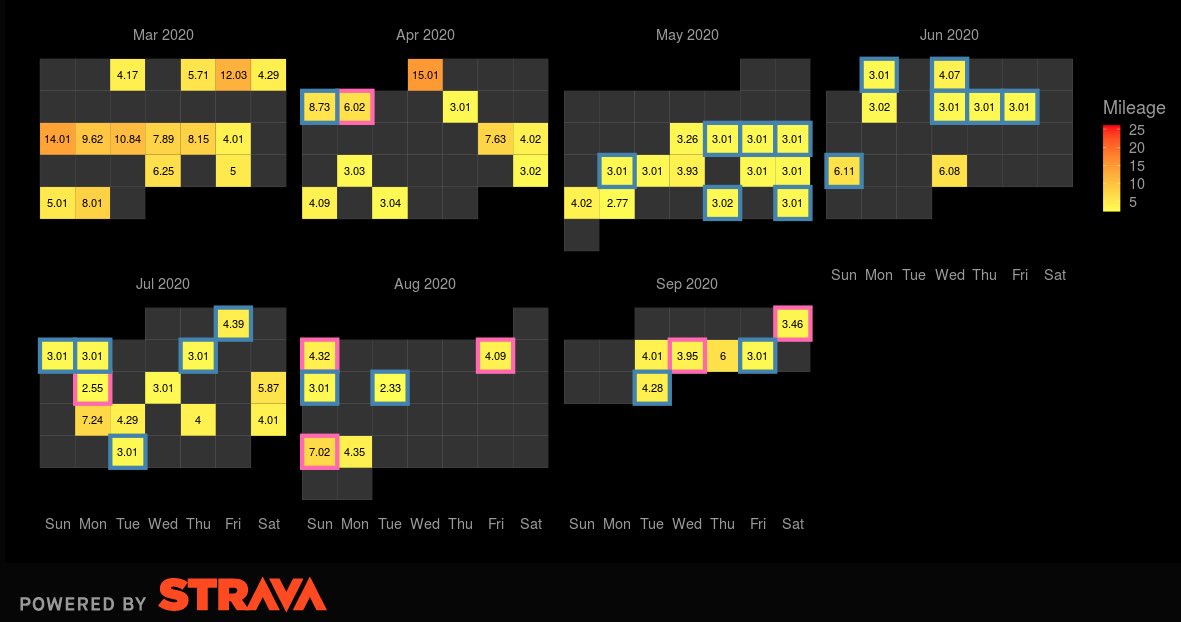 Mar 2020 Apr 2020 May 2020 Jun 2020
4.17 5.71 12.03 4.29 15.01 3.01 4.07
8.73 6.02 3.01 3.02 3.01 3.01 3.01
Mileage
25
20
15
10
5
14.01 9.62 10.84 7.89 8.15 4.01 7.63 4.02 3.26 3.01 3.01 3.01
6.25 5 3.03 3.02 3.01 3.01 3.93 3.01 3.01 6.11 6.08
5.01 8.01 4.09 3.04 4.02 2.77 3.02 3.01
Sun Mon Tue Wed Thu Fri Sat
Jul 2020 Aug 2020 Sep 2020
4.39 3.46
3.01 3.01 3.01 4.32 4.09 4.01 3.95 6 3.01
2.55 3.01 5.87 3.01 2.33 4.28
7.24 4.29 4 4.01
3.01 7.02 4.35
Sun Mon Tue Wed Thu Fri Sat Sun Mon Tue Wed Thu Fri Sat Sun Mon Tue Wed Thu Fri Sat
POWERED BY STRAVA